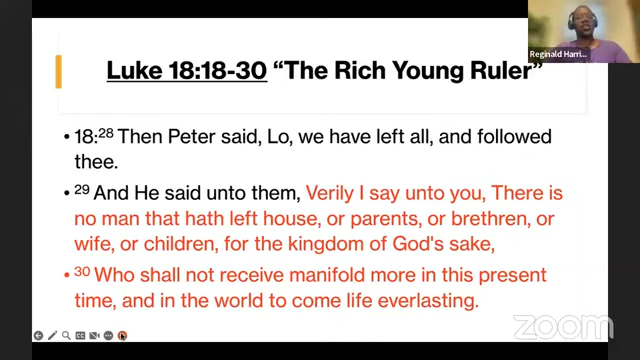 Reginald Harri...
Luke 18:18-30 “The Rich Young Ruler”
• 18:28 Then Peter said, Lo, we have left all, and followed
thee.
• 29 And He said unto them, Verily I say unto you, There is
no man that hath left house, or parents, or brethren, or
wife, or children, for the kingdom of God's sake,
• 30 Who shall not receive manifold more in this present
time, and in the world to come life everlasting.
CC
zoom